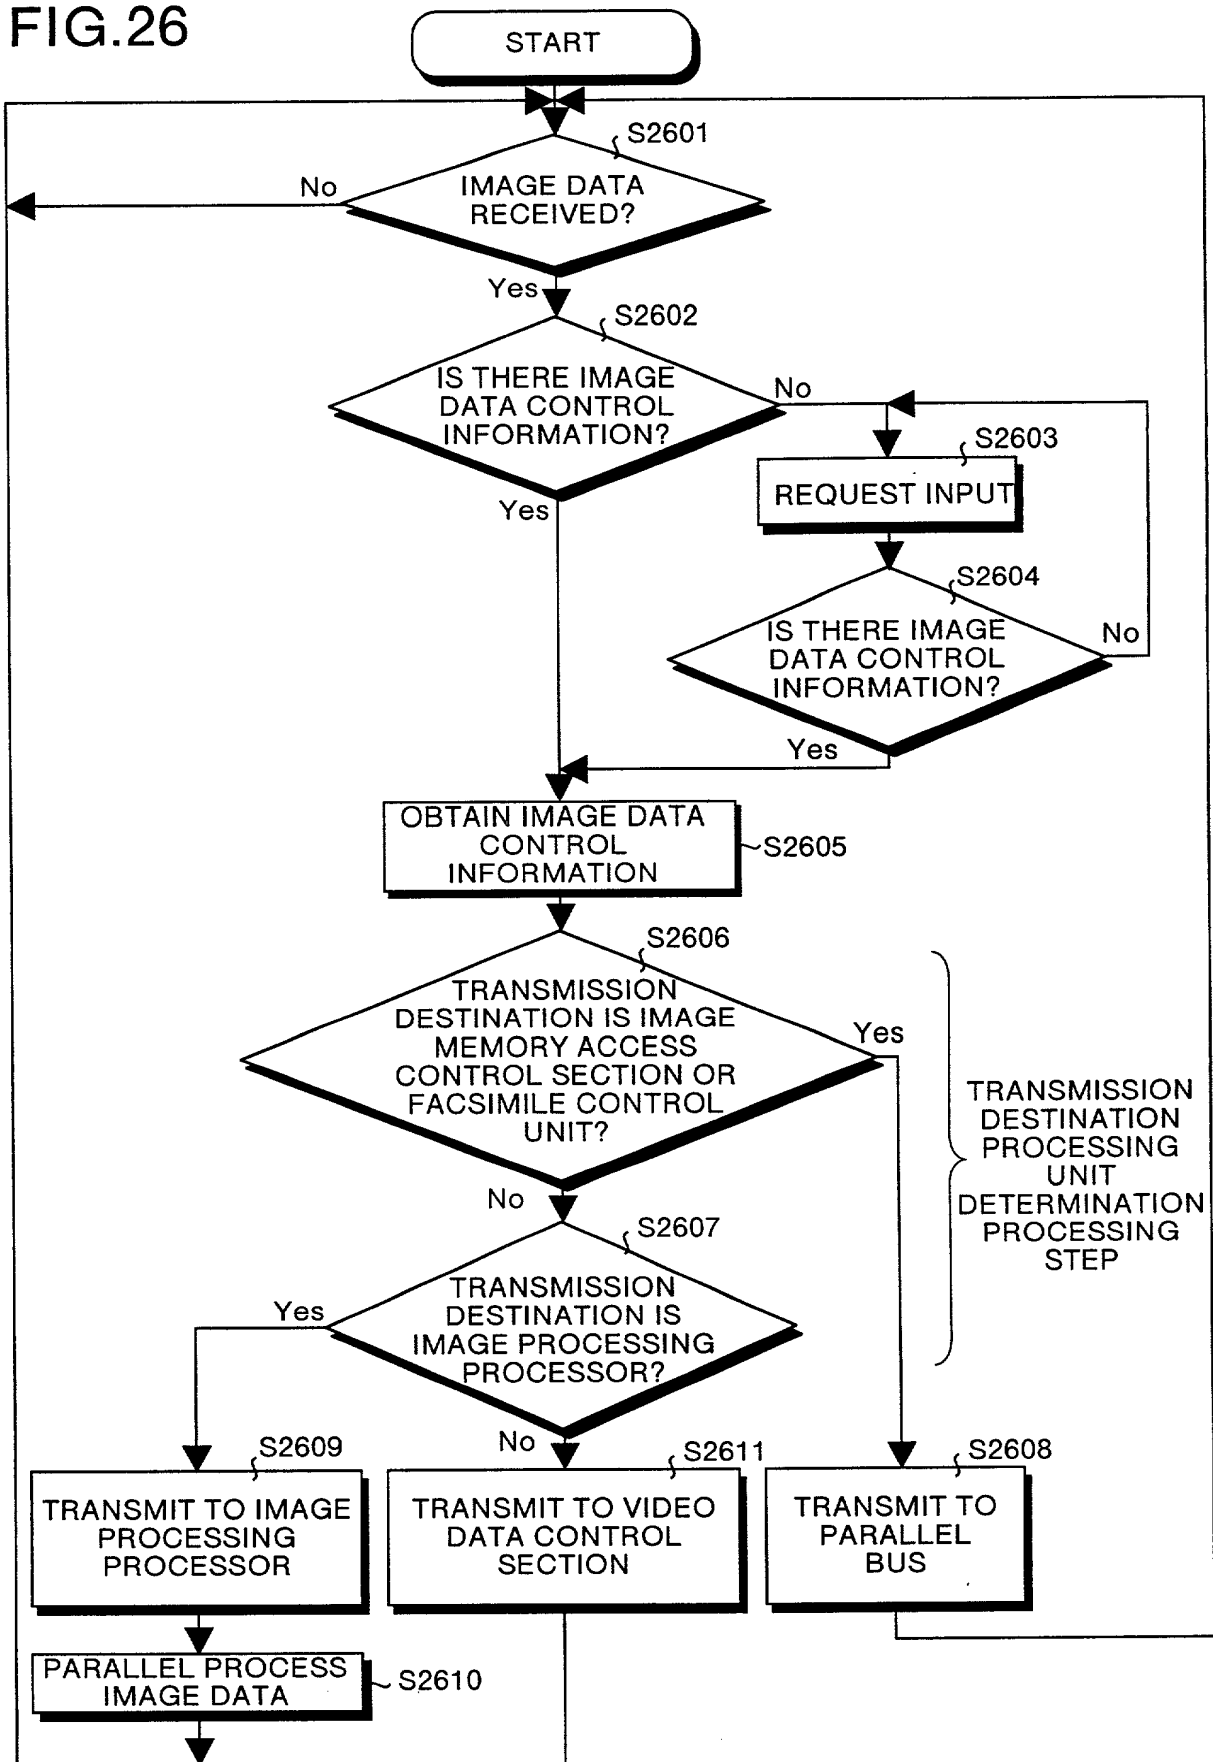 FIG.26
START
S2601
IMAGE DATA
RECEIVED?
No
Yes
S2602
IS THERE IMAGE
DATA CONTROL
INFORMATION?
No
Yes
S2603
REQUEST INPUT
S2604
IS THERE IMAGE
DATA CONTROL
INFORMATION?
No
Yes
OBTAIN IMAGE DATA
CONTROL
INFORMATION
S2605
S2606
TRANSMISSION
DESTINATION IS IMAGE
MEMORY ACCESS
CONTROL SECTION OR
FACSIMILE CONTROL
UNIT?
Yes
No
TRANSMISSION
DESTINATION
PROCESSING
UNIT
DETERMINATION
PROCESSING
STEP
S2607
TRANSMISSION
DESTINATION IS
IMAGE PROCESSING
PROCESSOR?
Yes
No
S2609
TRANSMIT TO IMAGE
PROCESSING
PROCESSOR
S2611
TRANSMIT TO VIDEO
DATA CONTROL
SECTION
S2608
TRANSMIT TO
PARALLEL
BUS
PARALLEL PROCESS
IMAGE DATA
S2610